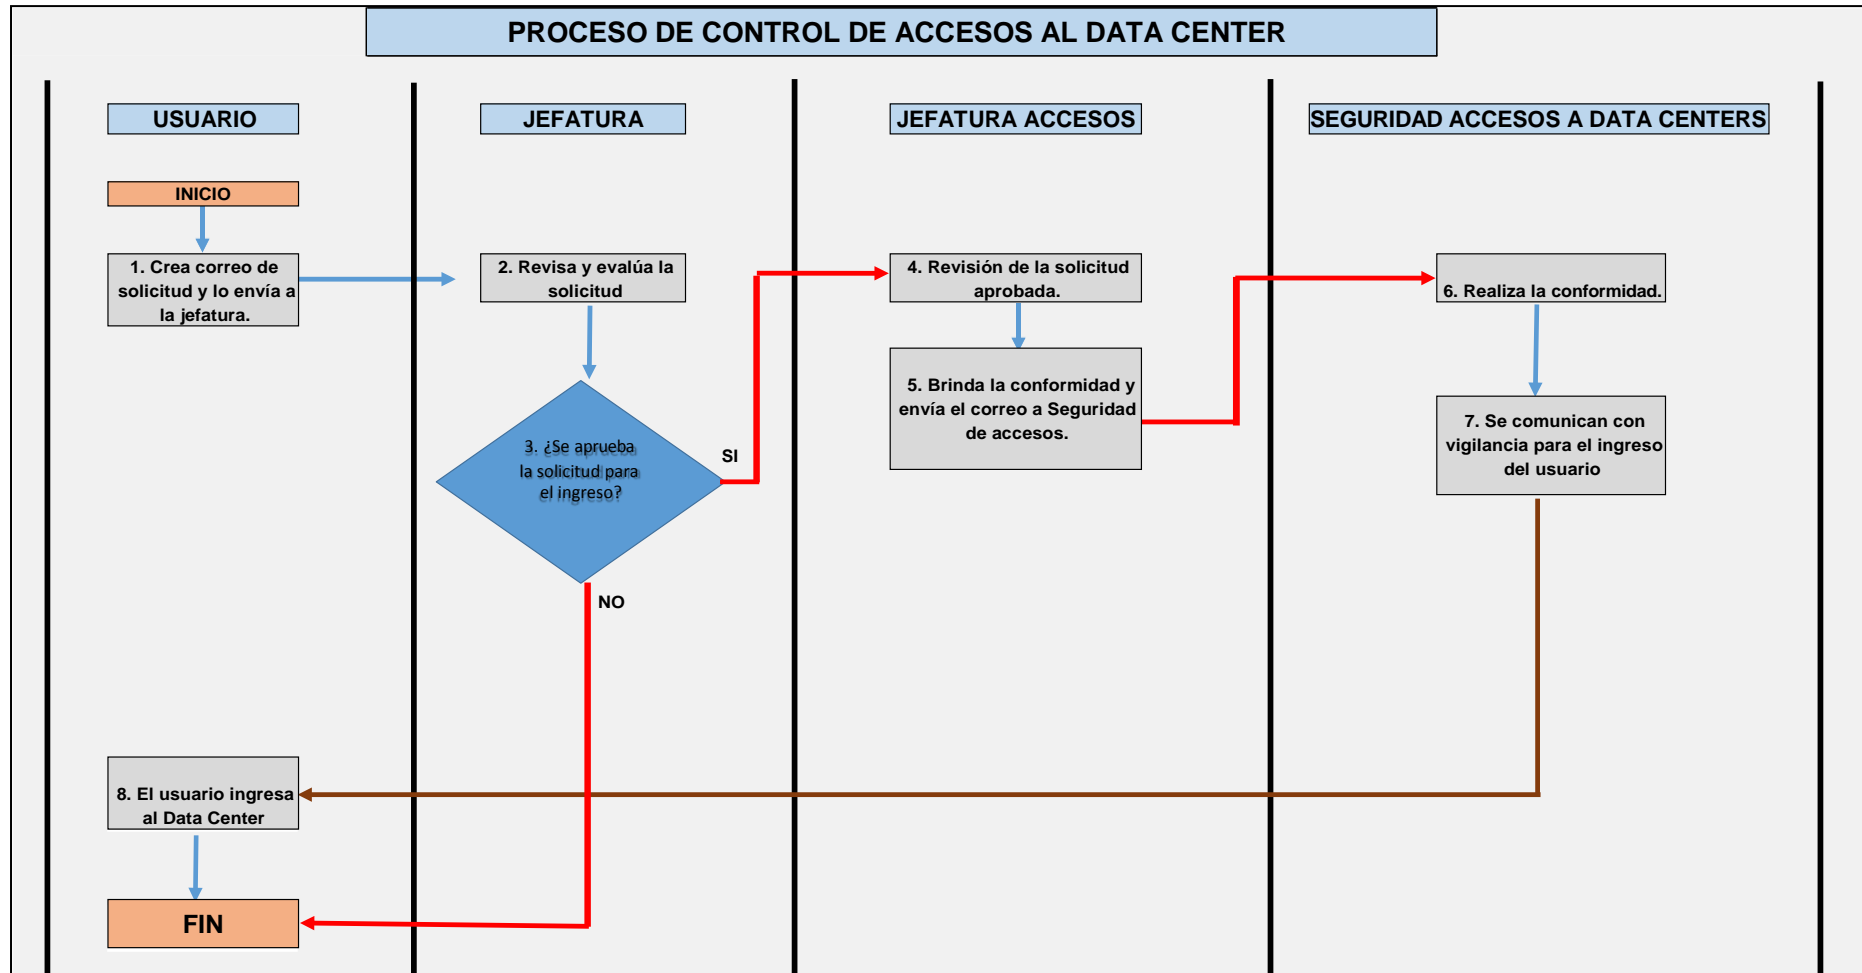 PROCESO DE CONTROL DE ACCESOS AL DATA CENTER
USUARIO
JEFATURA
JEFATURA ACCESOS
SEGURIDAD ACCESOS A DATA CENTERS
INICIO
1. Crea correo de
solicitud y lo envía a
la jefatura.
2. Revisa y evalúa la
solicitud
4. Revisión de la solicitud
aprobada.
6. Realiza la conformidad.
5. Brinda la conformidad y
envía el correo a Seguridad
de accesos.
3. ¿Se aprueba
la solicitud para
el ingreso?
SI
7. Se comunican con
vigilancia para el ingreso
del usuario
NO
8. El usuario ingresa
al Data Center
FIN